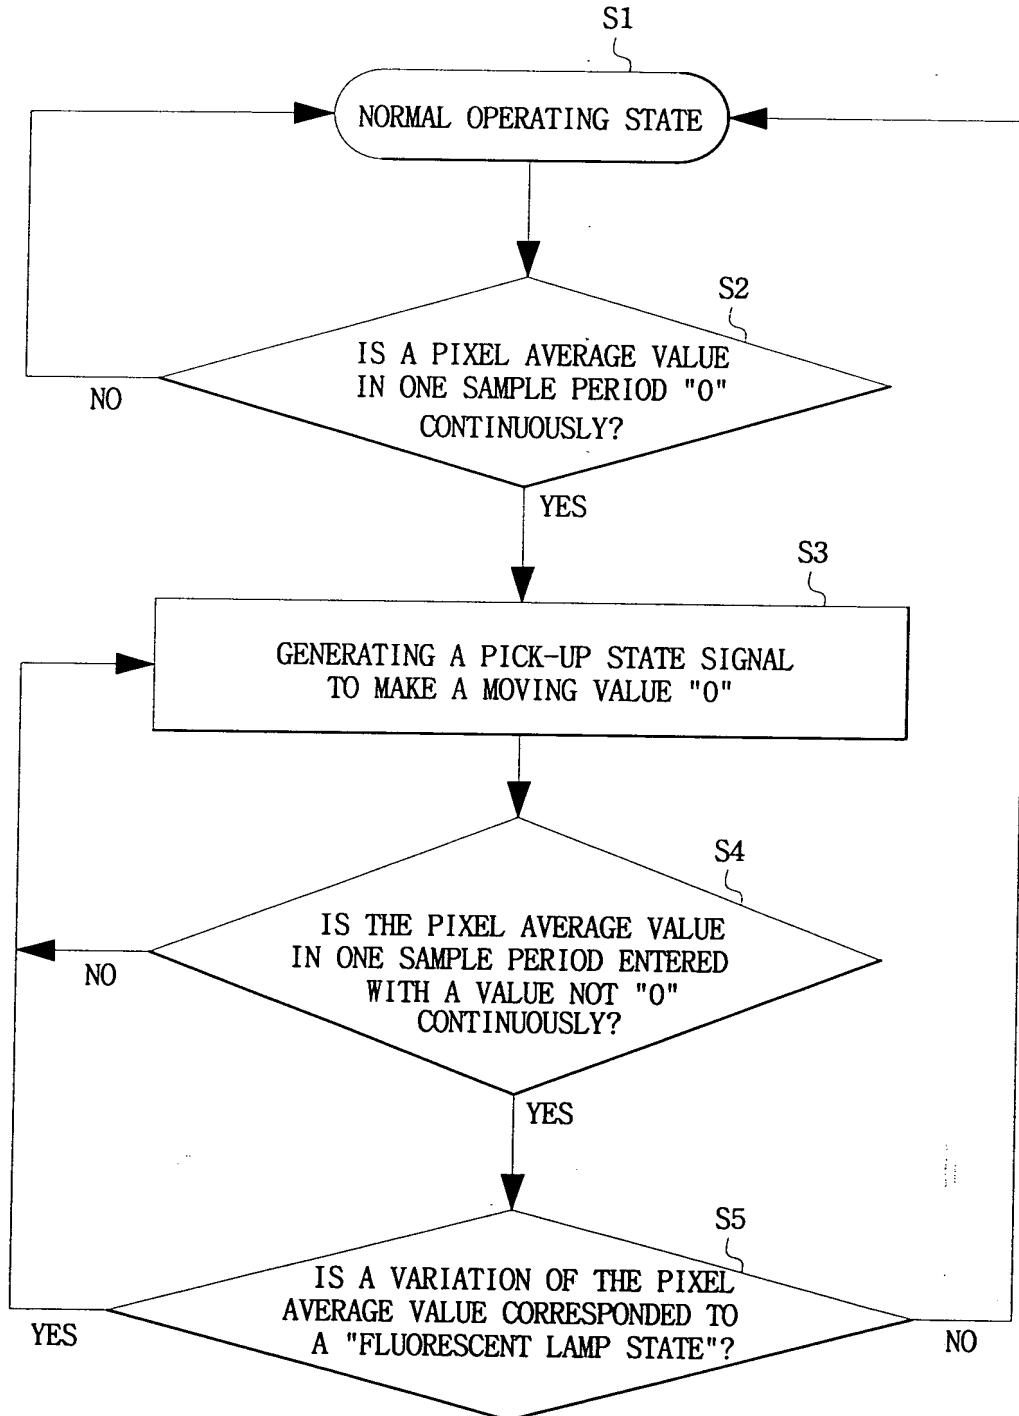 S1
NORMAL OPERATING STATE
S2
IS A PIXEL AVERAGE VALUE
IN ONE SAMPLE PERIOD "0"
CONTINUOUSLY?
NO
YES
S3
GENERATING A PICK-UP STATE SIGNAL
TO MAKE A MOVING VALUE "0"
S4
IS THE PIXEL AVERAGE VALUE
IN ONE SAMPLE PERIOD ENTERED
WITH A VALUE NOT "0"
CONTINUOUSLY?
NO
YES
S5
IS A VARIATION OF THE PIXEL
AVERAGE VALUE CORRESPONDED TO
A "FLUORESCENT LAMP STATE"?
YES
NO